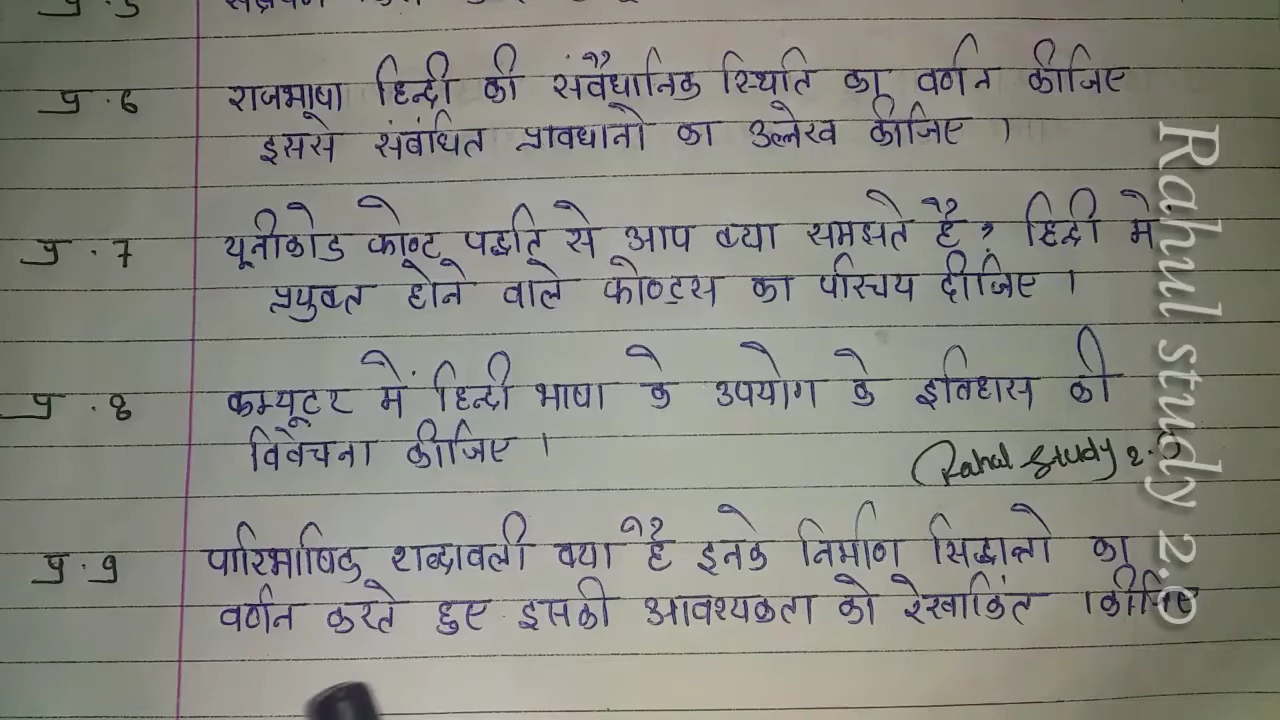 प्र.6 राजभाषा हिन्दी की संवैधानिक स्थिति का वर्णन कीजिए
इससे संबंधित प्रावधानो का उल्लेख कीजिए ।
प्र.7 यूनीकोड फोण्ट पद्धति से आप क्या समझते है ? हिन्दी मे
प्रयुक्त होने वाले फोण्ट्स का परिचय दीजिए ।
प्र.8 कम्प्यूटर में हिन्दी भाषा के उपयोग के इतिहास की
विवेचना कीजिए ।
Rahul Study 2.0
प्र.9 पारिभाषिक शब्दावली क्या है इनके निर्माण सिद्धान्तो का
वर्णन करते हुए इसकी आवश्यकता को रेखांकित कीजिए
Rahul study 2.0